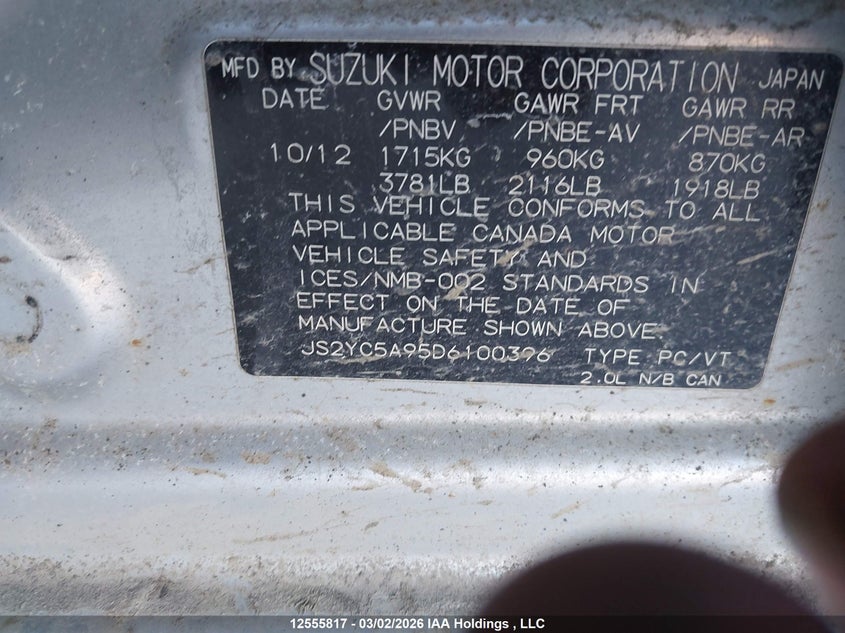 MFD BY SUZUKI MOTOR CORPORATION JAPAN
DATE GVWR GAWR FRT GAWR RR
/PNBV /PNBE-AV /PNBE-AR
10/12 1715KG 960KG 870KG
3781LB 2116LB 1918LB
THIS VEHICLE CONFORMS TO ALL
APPLICABLE CANADA MOTOR
VEHICLE SAFETY AND
ICES/NMB-002 STANDARDS IN
EFFECT ON THE DATE OF
MANUFACTURE SHOWN ABOVE
JS2YC5A95D6100396 TYPE PC/VT
2.0L N/B CAN
12555817 - 03/02/2026 IAA Holdings , LLC